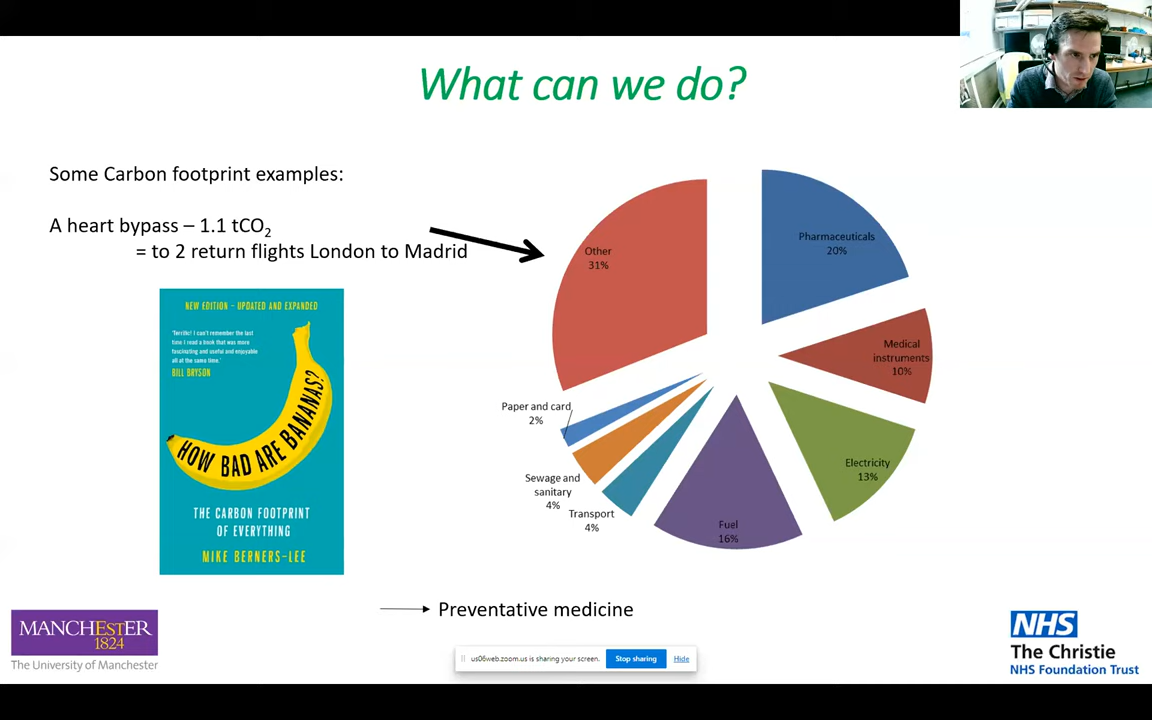 What can we do?
Some Carbon footprint examples:
A heart bypass – 1.1 tCO₂
= to 2 return flights London to Madrid
NEW EDITION – UPDATED AND EXPANDED
'Terrific! I can't remember the last
time I read a book that was more
fascinating and useful and enjoyable
all at the same time.'
BILL BRYSON
HOW BAD ARE BANANAS?
THE CARBON FOOTPRINT
OF EVERYTHING
MIKE BERNERS-LEE
Other
31%
Pharmaceuticals
20%
Medical
instruments
10%
Electricity
13%
Fuel
16%
Transport
4%
Sewage and
sanitary
4%
Paper and card
2%
Preventative medicine
MANCHESTER
1824
The University of Manchester
us06web.zoom.us is sharing your screen.
Stop sharing
Hide
NHS
The Christie
NHS Foundation Trust